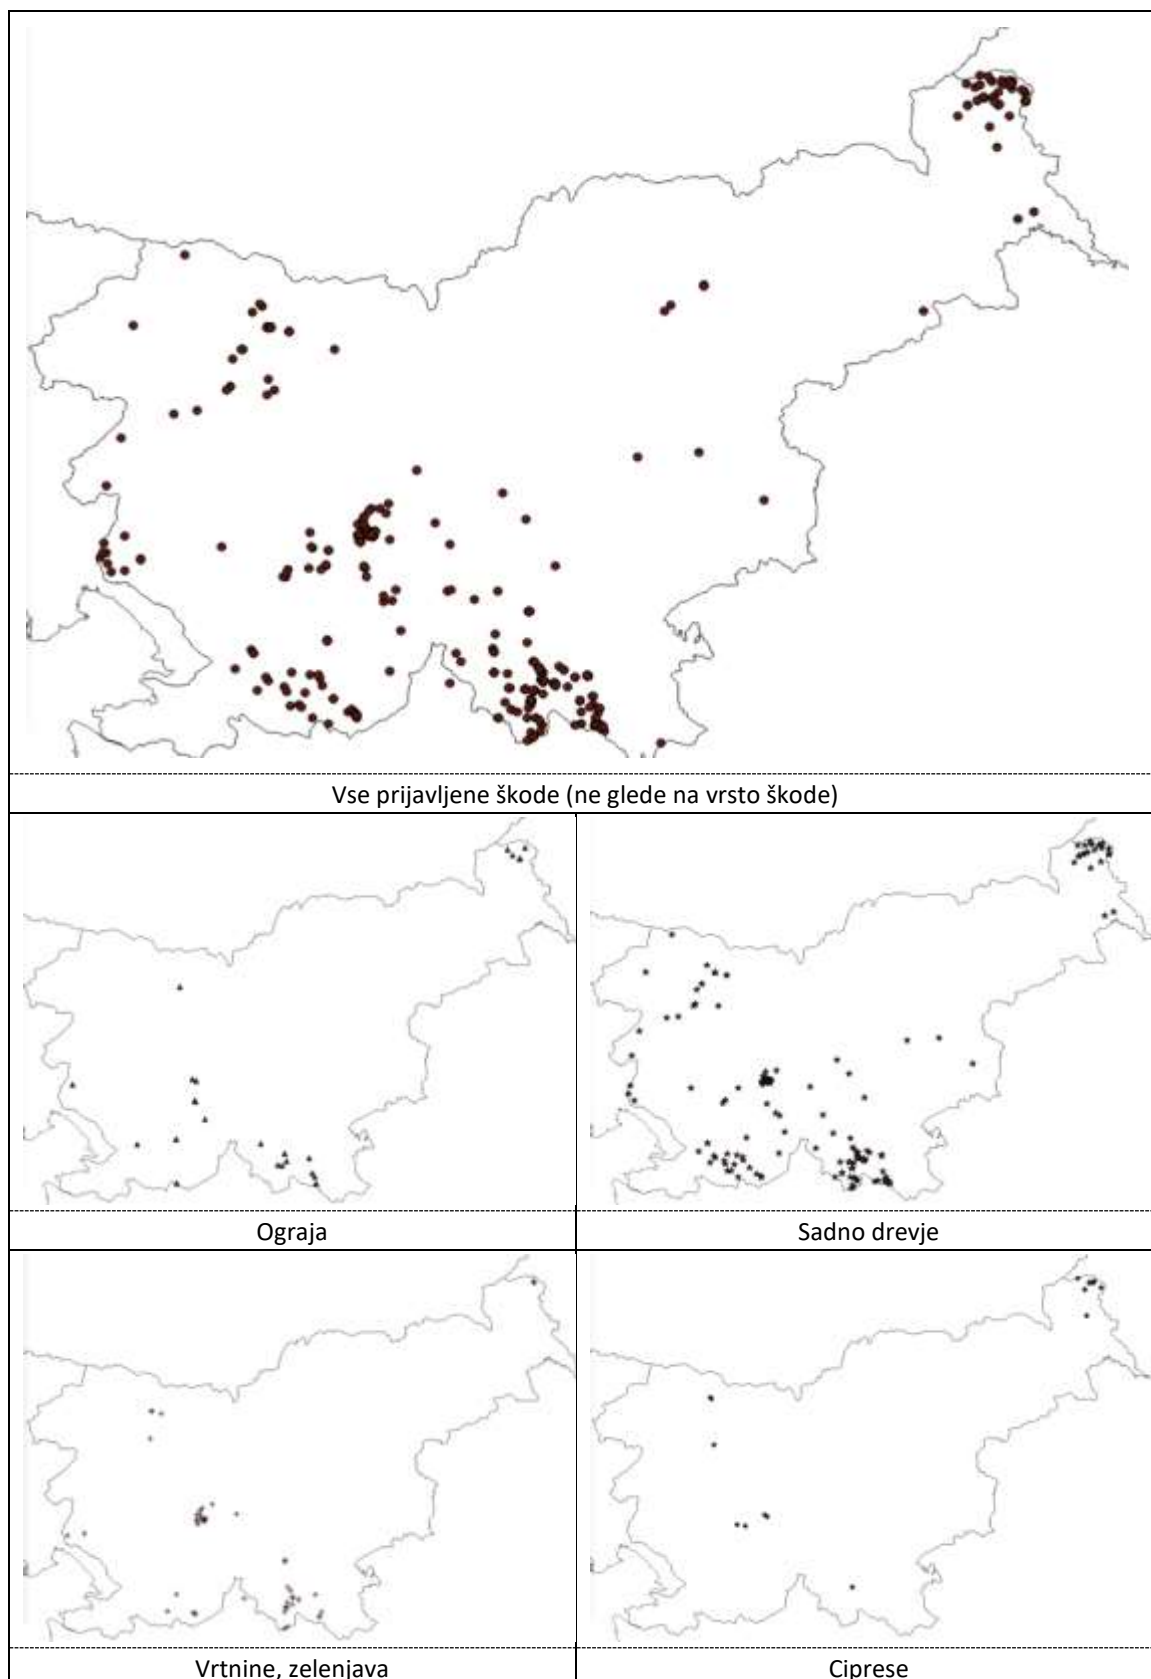 Vse prijavljene škode (ne glede na vrsto škode)
Ograja
Sadno drevje
Vrtnine, zelenjava
Ciprese